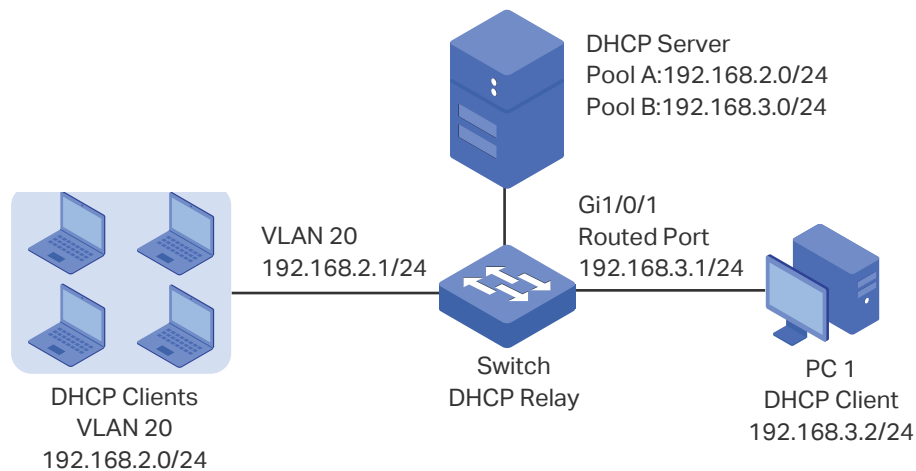 DHCP Server
Pool A:192.168.2.0/24
Pool B:192.168.3.0/24
Gi1/0/1
Routed Port
192.168.3.1/24
VLAN 20
192.168.2.1/24
Switch
DHCP Relay
PC 1
DHCP Client
192.168.3.2/24
DHCP Clients
VLAN 20
192.168.2.0/24